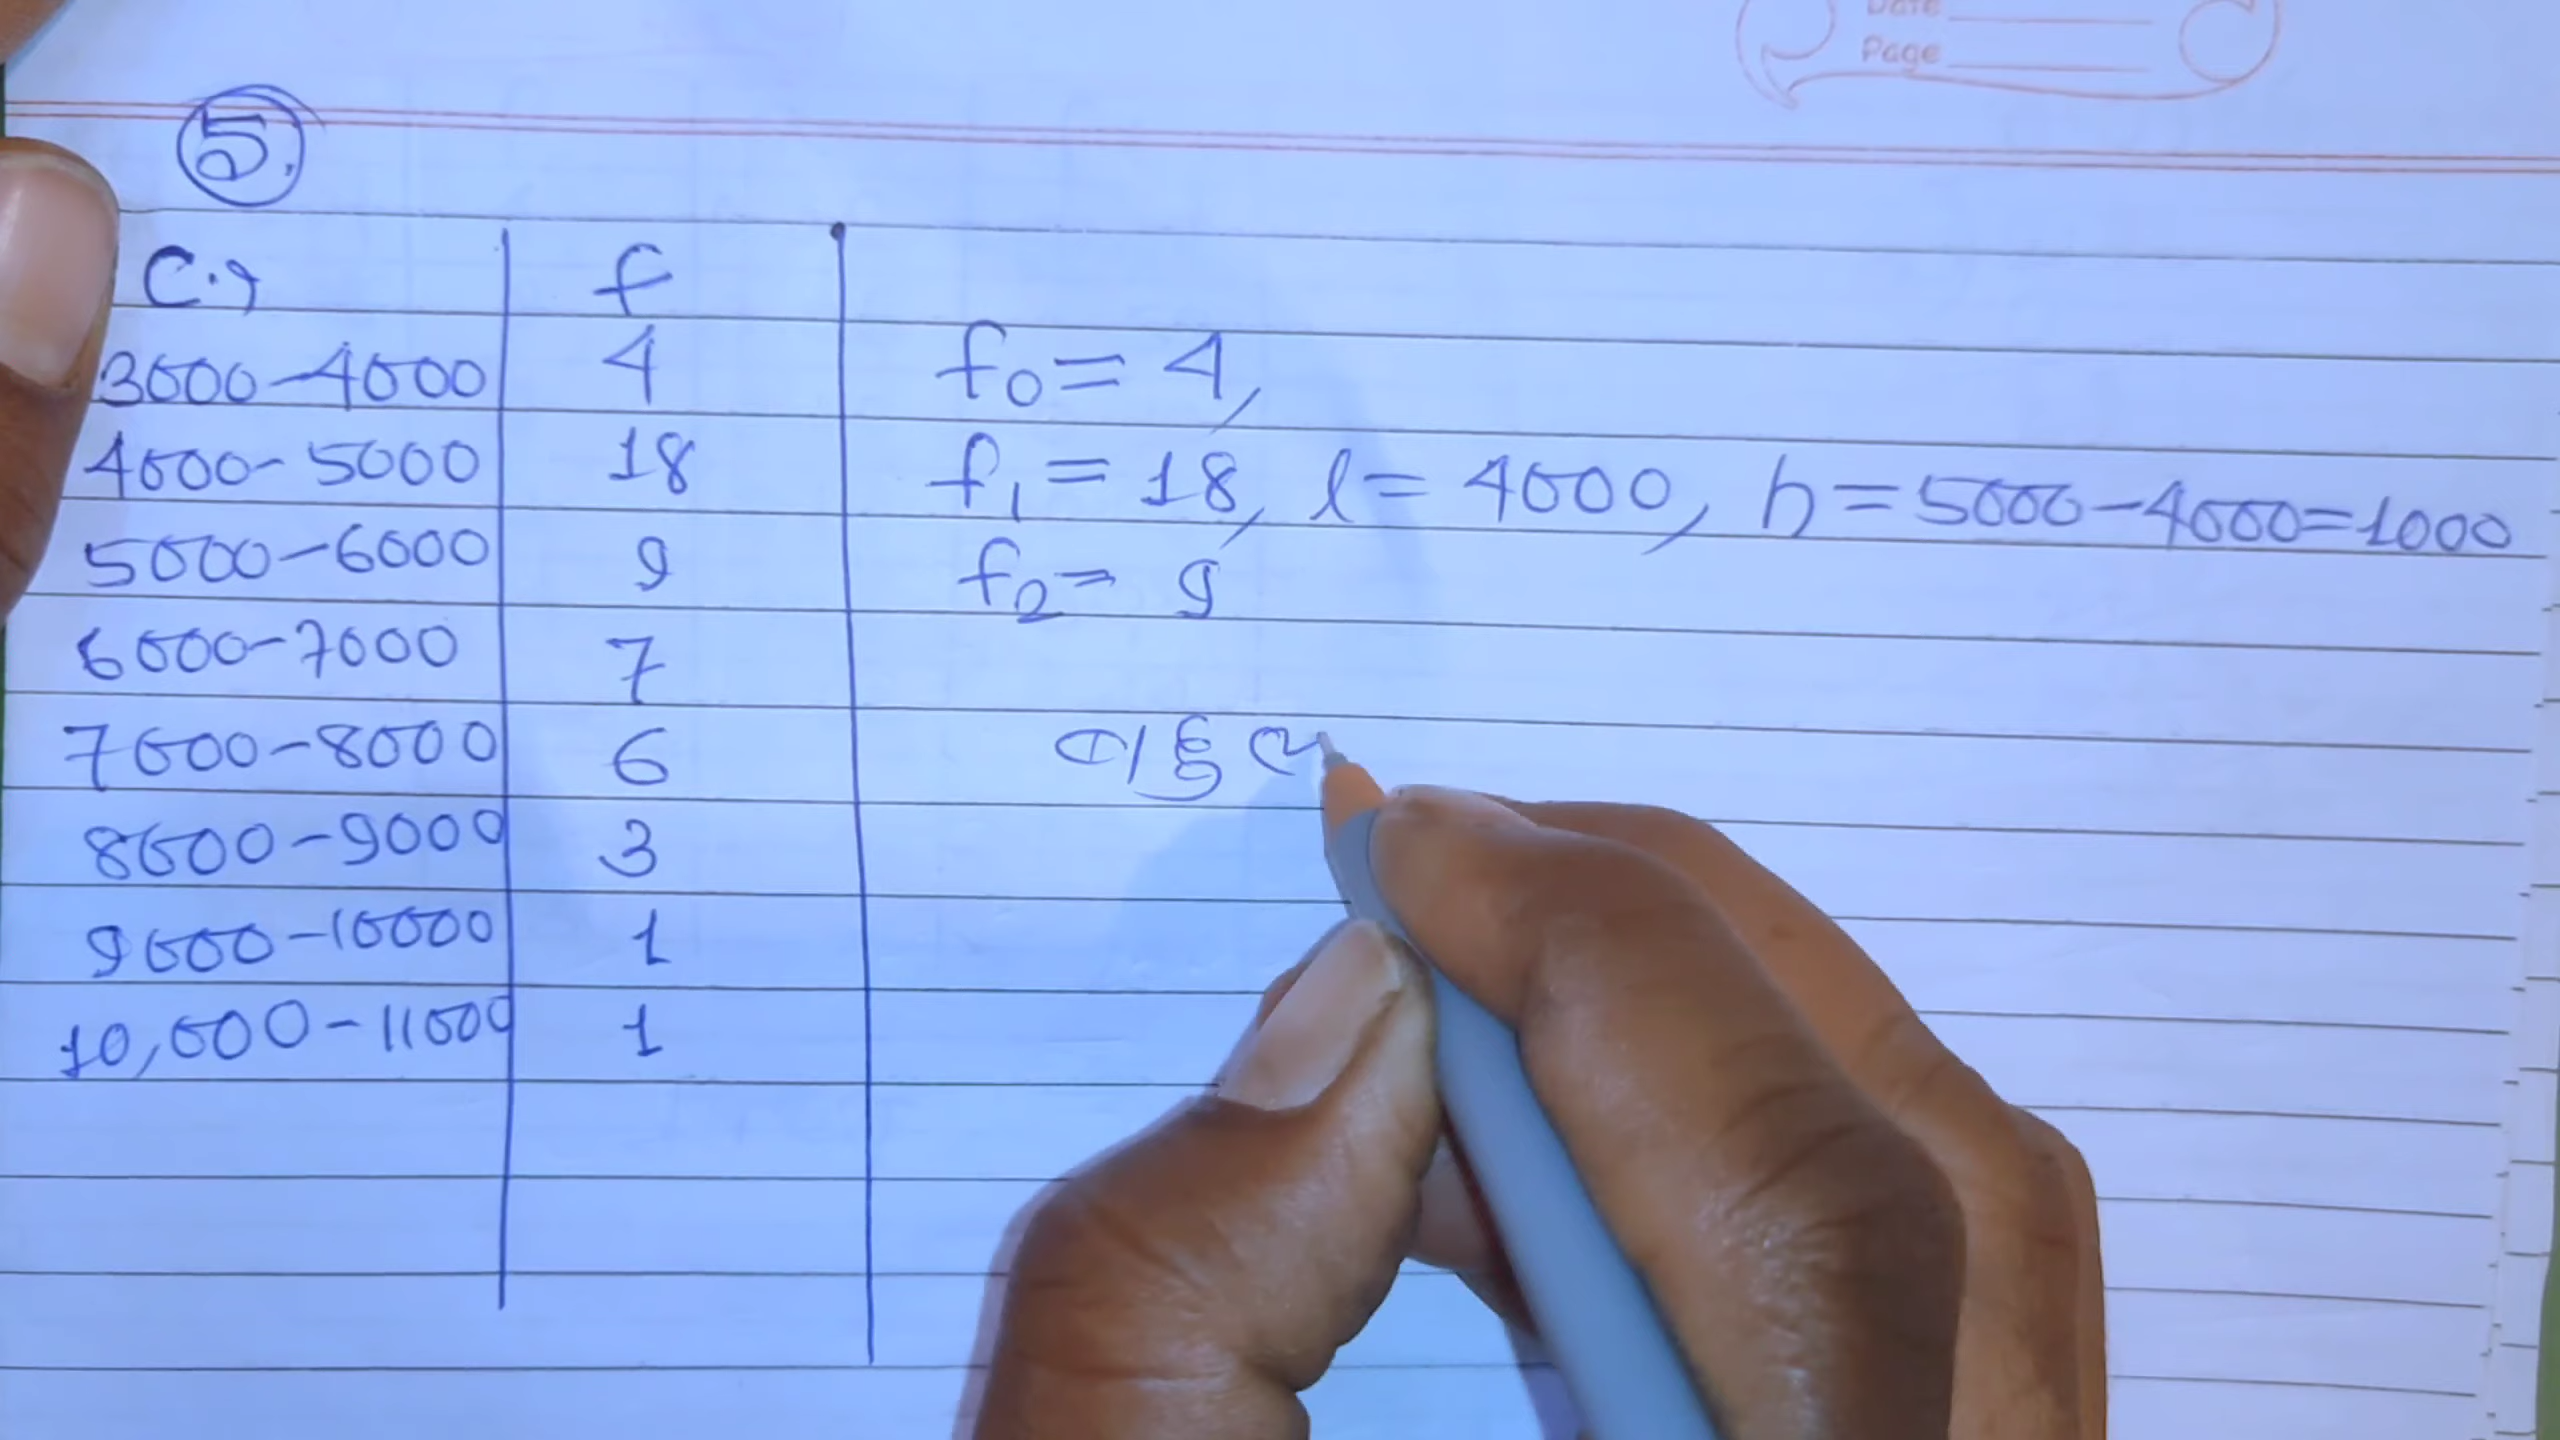 Date
Page
5.
C.I f
3000-4000 4 f₀ = 4,
4000-5000 18 f₁ = 18, l = 4000, h = 5000-4000=1000
5000-6000 9 f₂ = 9
6000-7000 7
7000-8000 6
8000-9000 3
9000-10000 1
10,000-11000 1